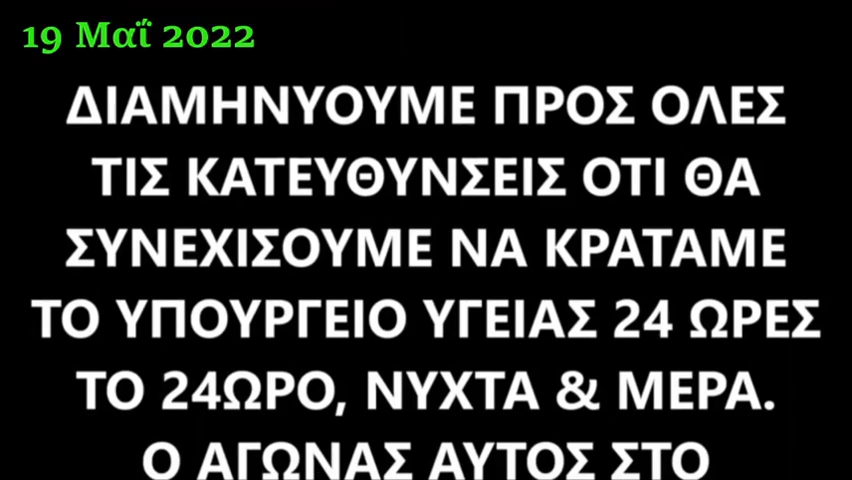 19 Μαΐ 2022
ΔΙΑΜΗΝΥΟΥΜΕ ΠΡΟΣ ΟΛΕΣ
ΤΙΣ ΚΑΤΕΥΘΥΝΣΕΙΣ ΟΤΙ ΘΑ
ΣΥΝΕΧΙΣΟΥΜΕ ΝΑ ΚΡΑΤΑΜΕ
ΤΟ ΥΠΟΥΡΓΕΙΟ ΥΓΕΙΑΣ 24 ΩΡΕΣ
ΤΟ 24ΩΡΟ, ΝΥΧΤΑ & ΜΕΡΑ.
Ο ΑΓΩΝΑΣ ΑΥΤΟΣ ΣΤΟ